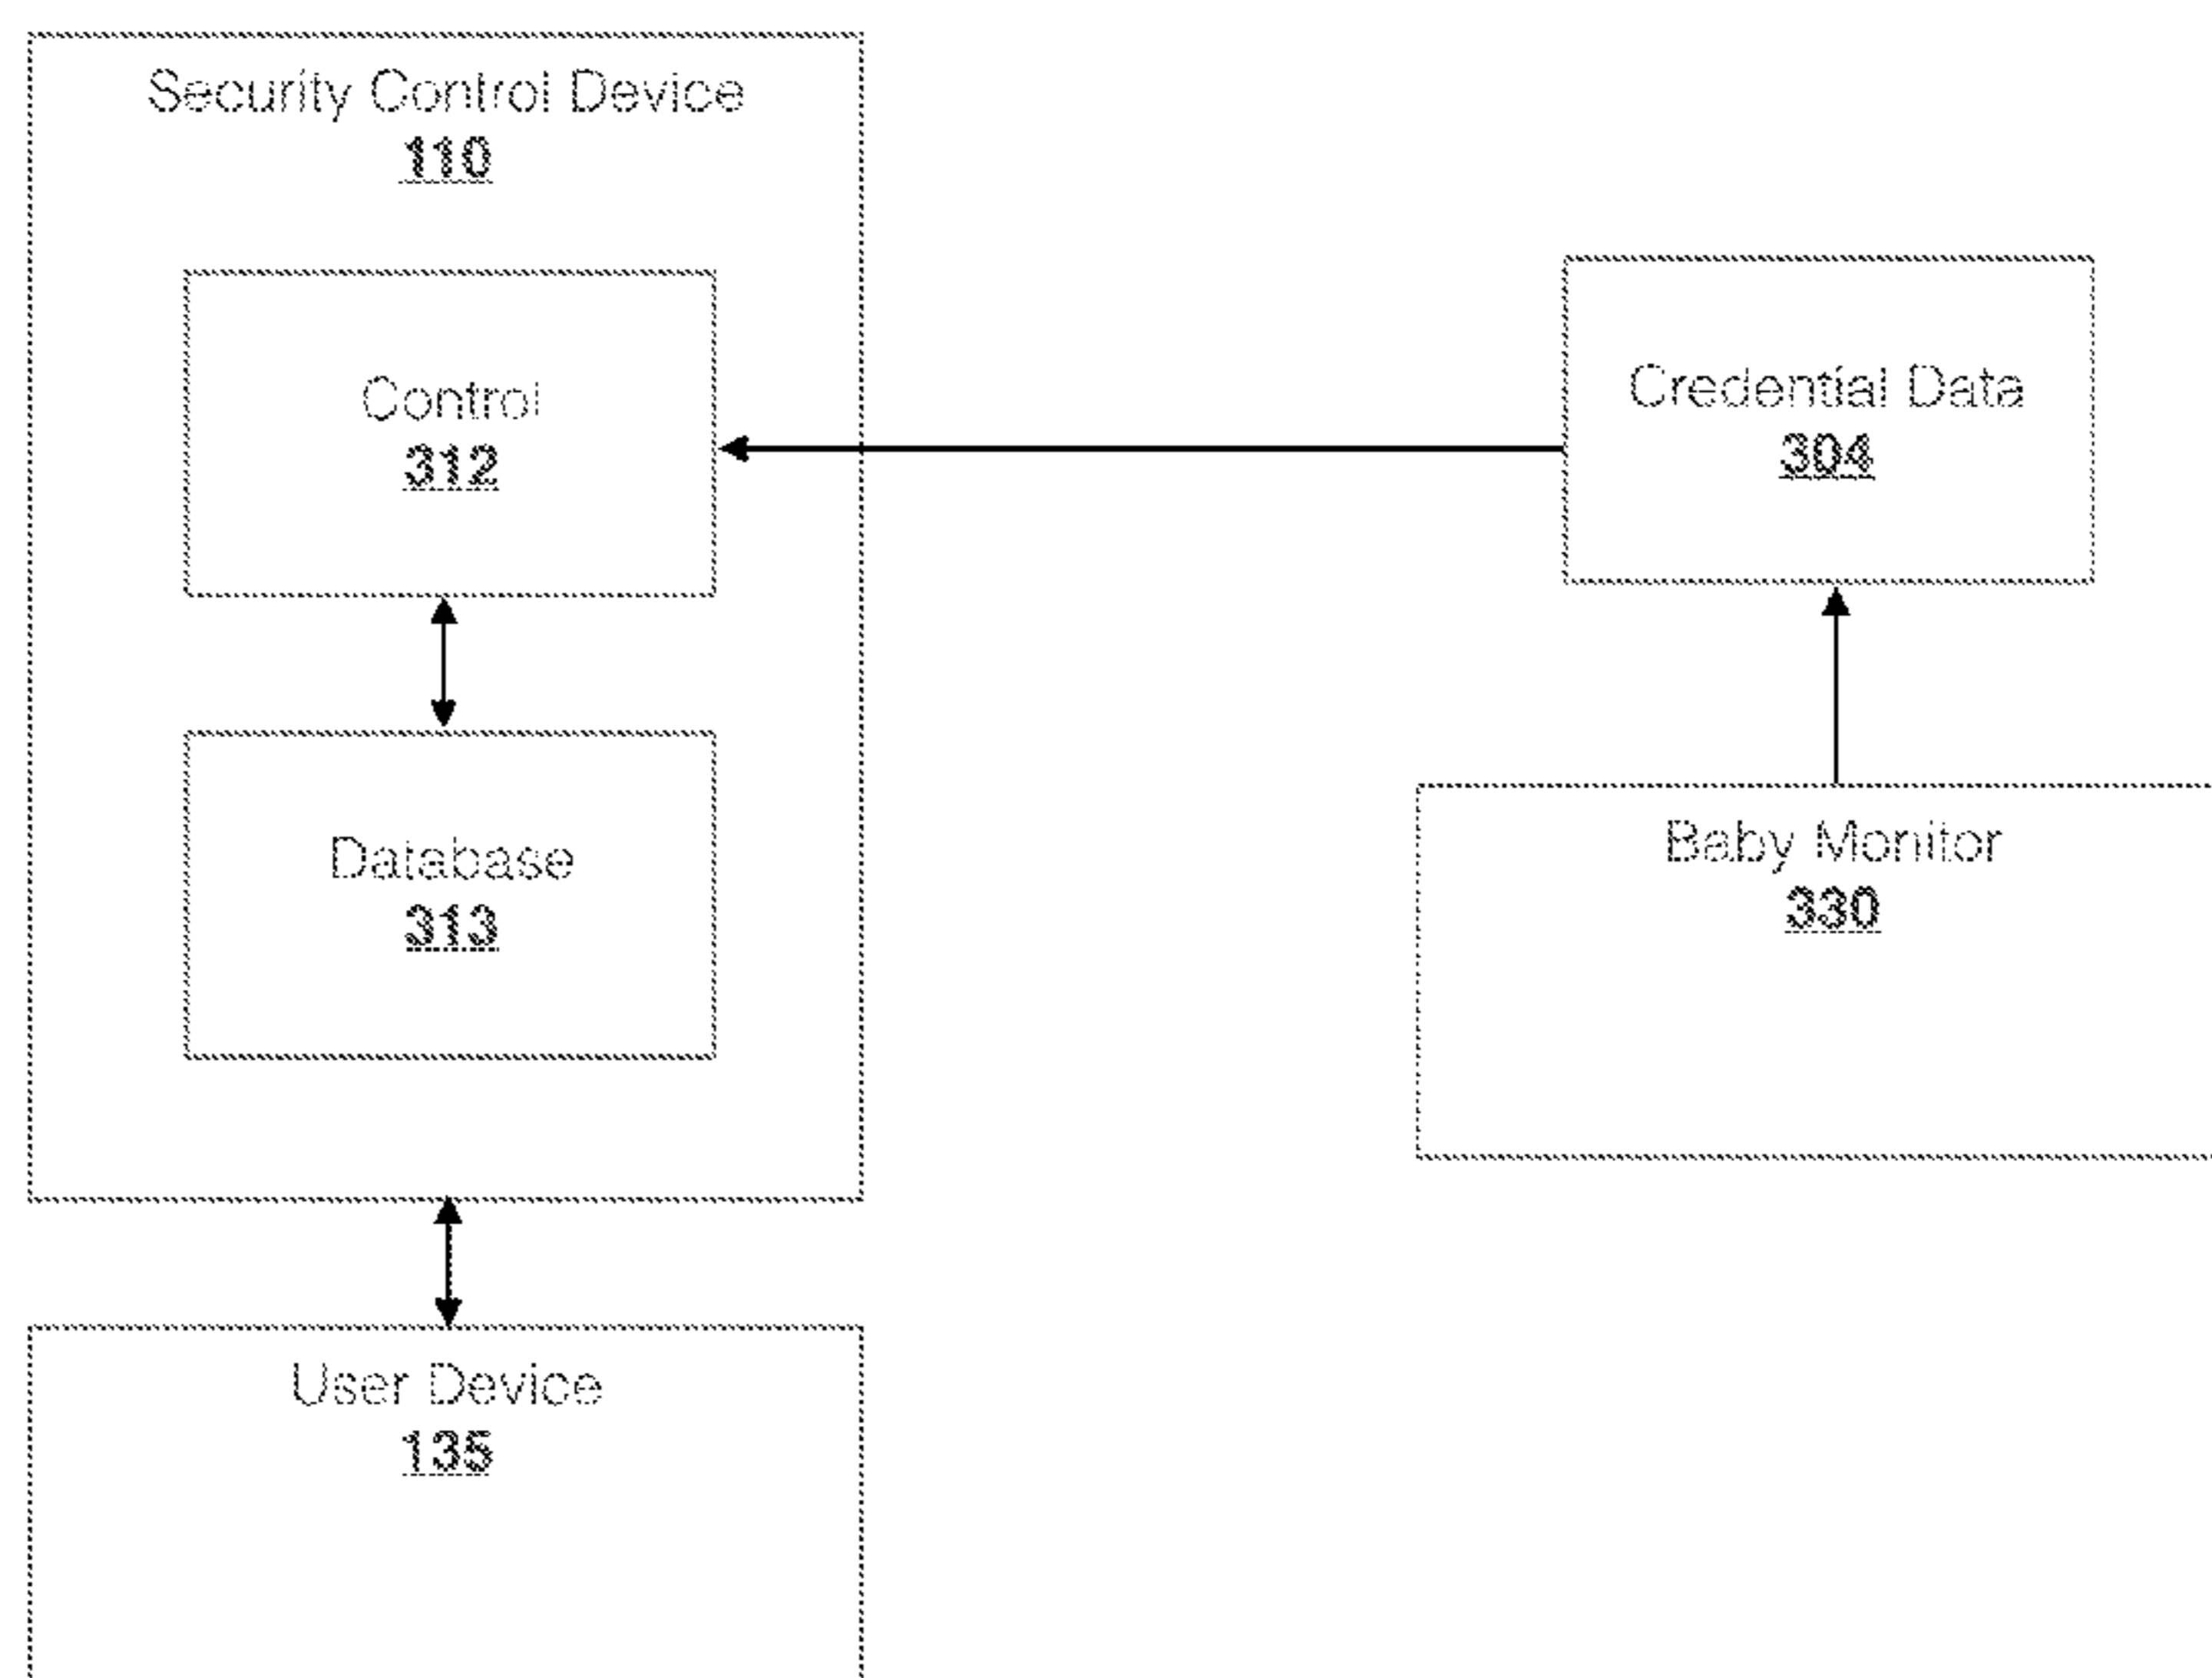 Security Control Device
110
Control
312
Credential Data
304
Database
313
Baby Monitor
330
User Device
135